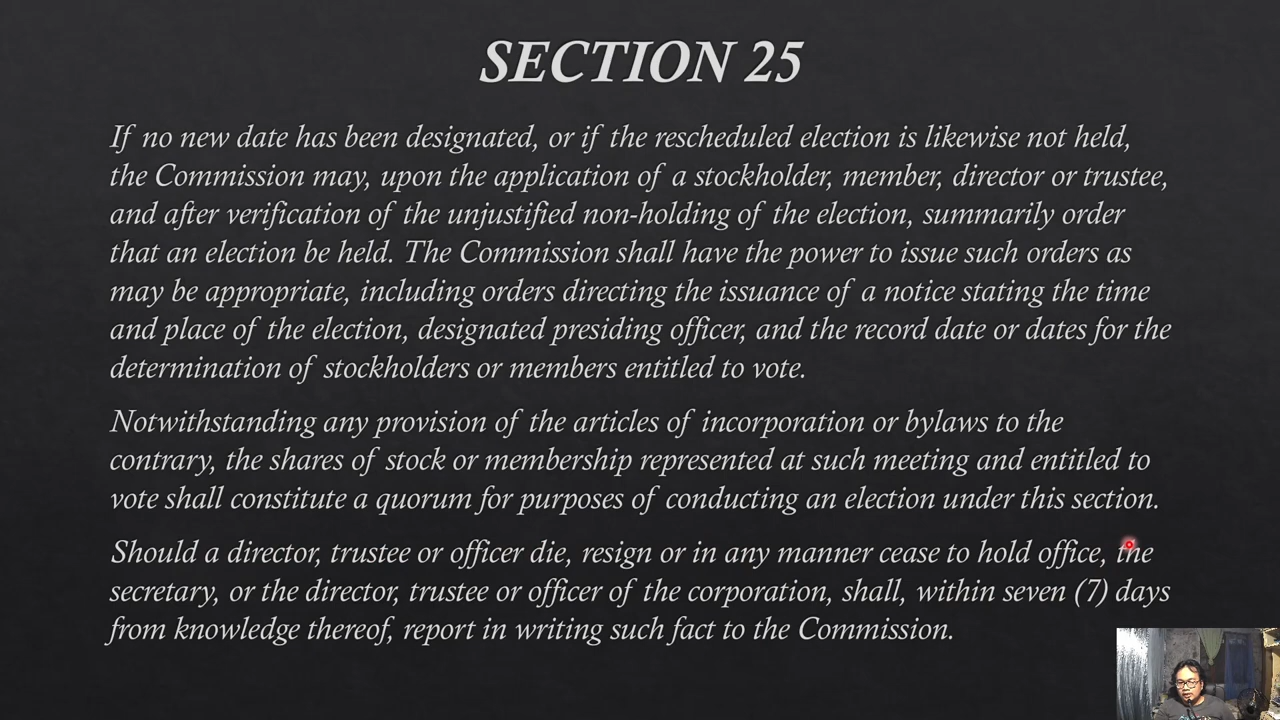 SECTION 25
If no new date has been designated, or if the rescheduled election is likewise not held,
the Commission may, upon the application of a stockholder, member, director or trustee,
and after verification of the unjustified non-holding of the election, summarily order
that an election be held. The Commission shall have the power to issue such orders as
may be appropriate, including orders directing the issuance of a notice stating the time
and place of the election, designated presiding officer, and the record date or dates for the
determination of stockholders or members entitled to vote.
Notwithstanding any provision of the articles of incorporation or bylaws to the
contrary, the shares of stock or membership represented at such meeting and entitled to
vote shall constitute a quorum for purposes of conducting an election under this section.
Should a director, trustee or officer die, resign or in any manner cease to hold office, the
secretary, or the director, trustee or officer of the corporation, shall, within seven (7) days
from knowledge thereof, report in writing such fact to the Commission.